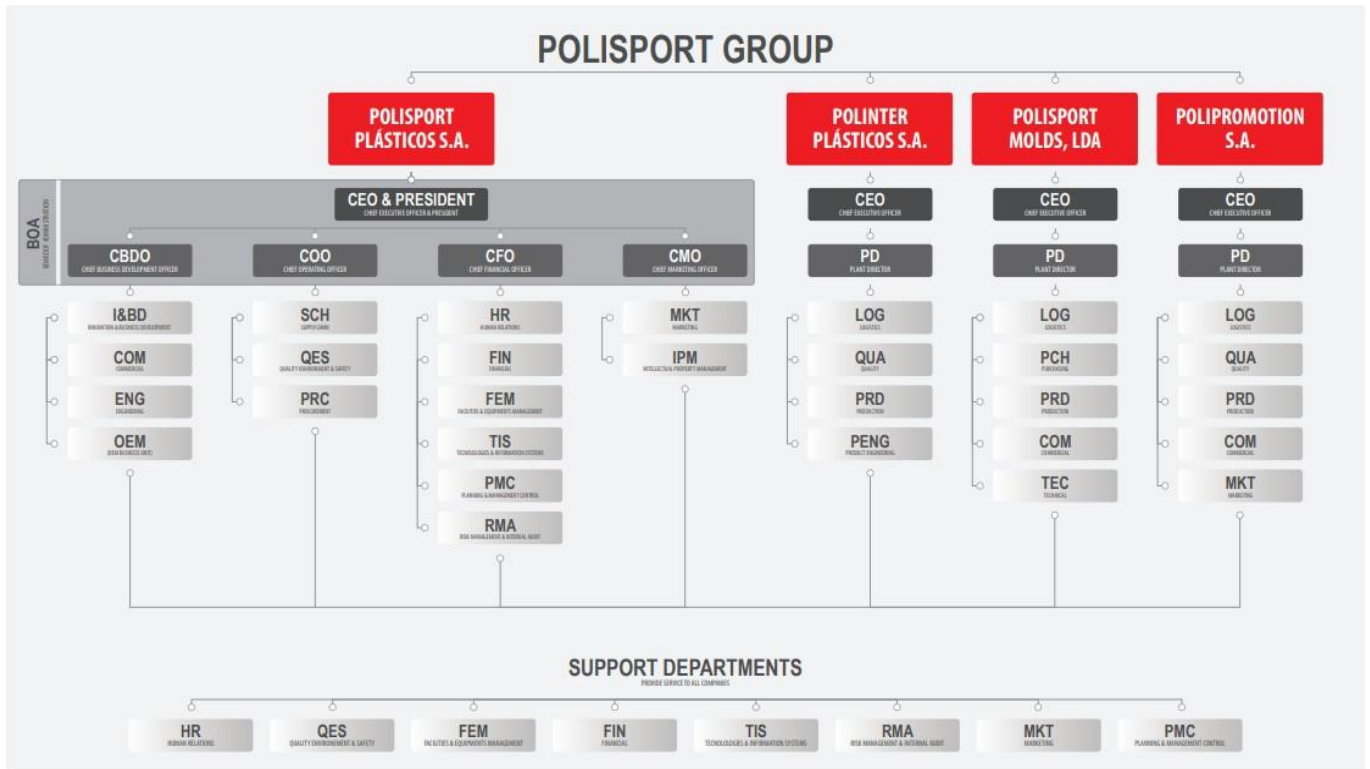 POLISPORT GROUP
POLISPORT
PLÁSTICOS S.A.
POLINTER
PLÁSTICOS S.A.
POLISPORT
MOLDS, LDA
POLIPROMOTION
S.A.
BOA
BOARD OF ADMINISTRATION
CEO & PRESIDENT
CHIEF EXECUTIVE OFFICER & PRESIDENT
CEO
CHIEF EXECUTIVE OFFICER
CEO
CHIEF EXECUTIVE OFFICER
CEO
CHIEF EXECUTIVE OFFICER
CBDO
CHIEF BUSINESS DEVELOPMENT OFFICER
COO
CHIEF OPERATING OFFICER
CFO
CHIEF FINANCIAL OFFICER
CMO
CHIEF MARKETING OFFICER
PD
PLANT DIRECTOR
PD
PLANT DIRECTOR
PD
PLANT DIRECTOR
I&BD
INNOVATION & BUSINESS DEVELOPMENT
COM
COMMERCIAL
ENG
ENGINEERING
OEM
(OEM BUSINESS UNIT)
SCH
SUPPLY CHAIN
QES
QUALITY ENVIRONMENT & SAFETY
PRC
PROCUREMENT
HR
HUMAN RELATIONS
FIN
FINANCIAL
FEM
FACILITIES & EQUIPMENTS MANAGEMENT
TIS
TECNOLOGIES & INFORMATION SYSTEMS
PMC
PLANNING & MANAGEMENT CONTROL
RMA
RISK MANAGEMENT & INTERNAL AUDIT
MKT
MARKETING
IPM
INTELLECTUAL PROPERTY MANAGEMENT
LOG
LOGISTICS
QUA
QUALITY
PRD
PRODUCTION
PENG
PRODUCT ENGINEERING
LOG
LOGISTICS
PCH
PURCHASING
PRD
PRODUCTION
COM
COMMERCIAL
TEC
TECHNICAL
LOG
LOGISTICS
QUA
QUALITY
PRD
PRODUCTION
COM
COMMERCIAL
MKT
MARKETING
SUPPORT DEPARTMENTS
PROVIDE SERVICE TO ALL COMPANIES
HR
HUMAN RELATIONS
QES
QUALITY ENVIRONEMENT & SAFETY
FEM
FACILITIES & EQUIPMENTS MANAGEMENT
FIN
FINANCIAL
TIS
TECNOLOLOGIES & INFORMATION SYSTEMS
RMA
RISK MANAGEMENT & INTERNAL AUDIT
MKT
MARKETING
PMC
PLANNING & MANAGEMENT CONTROL